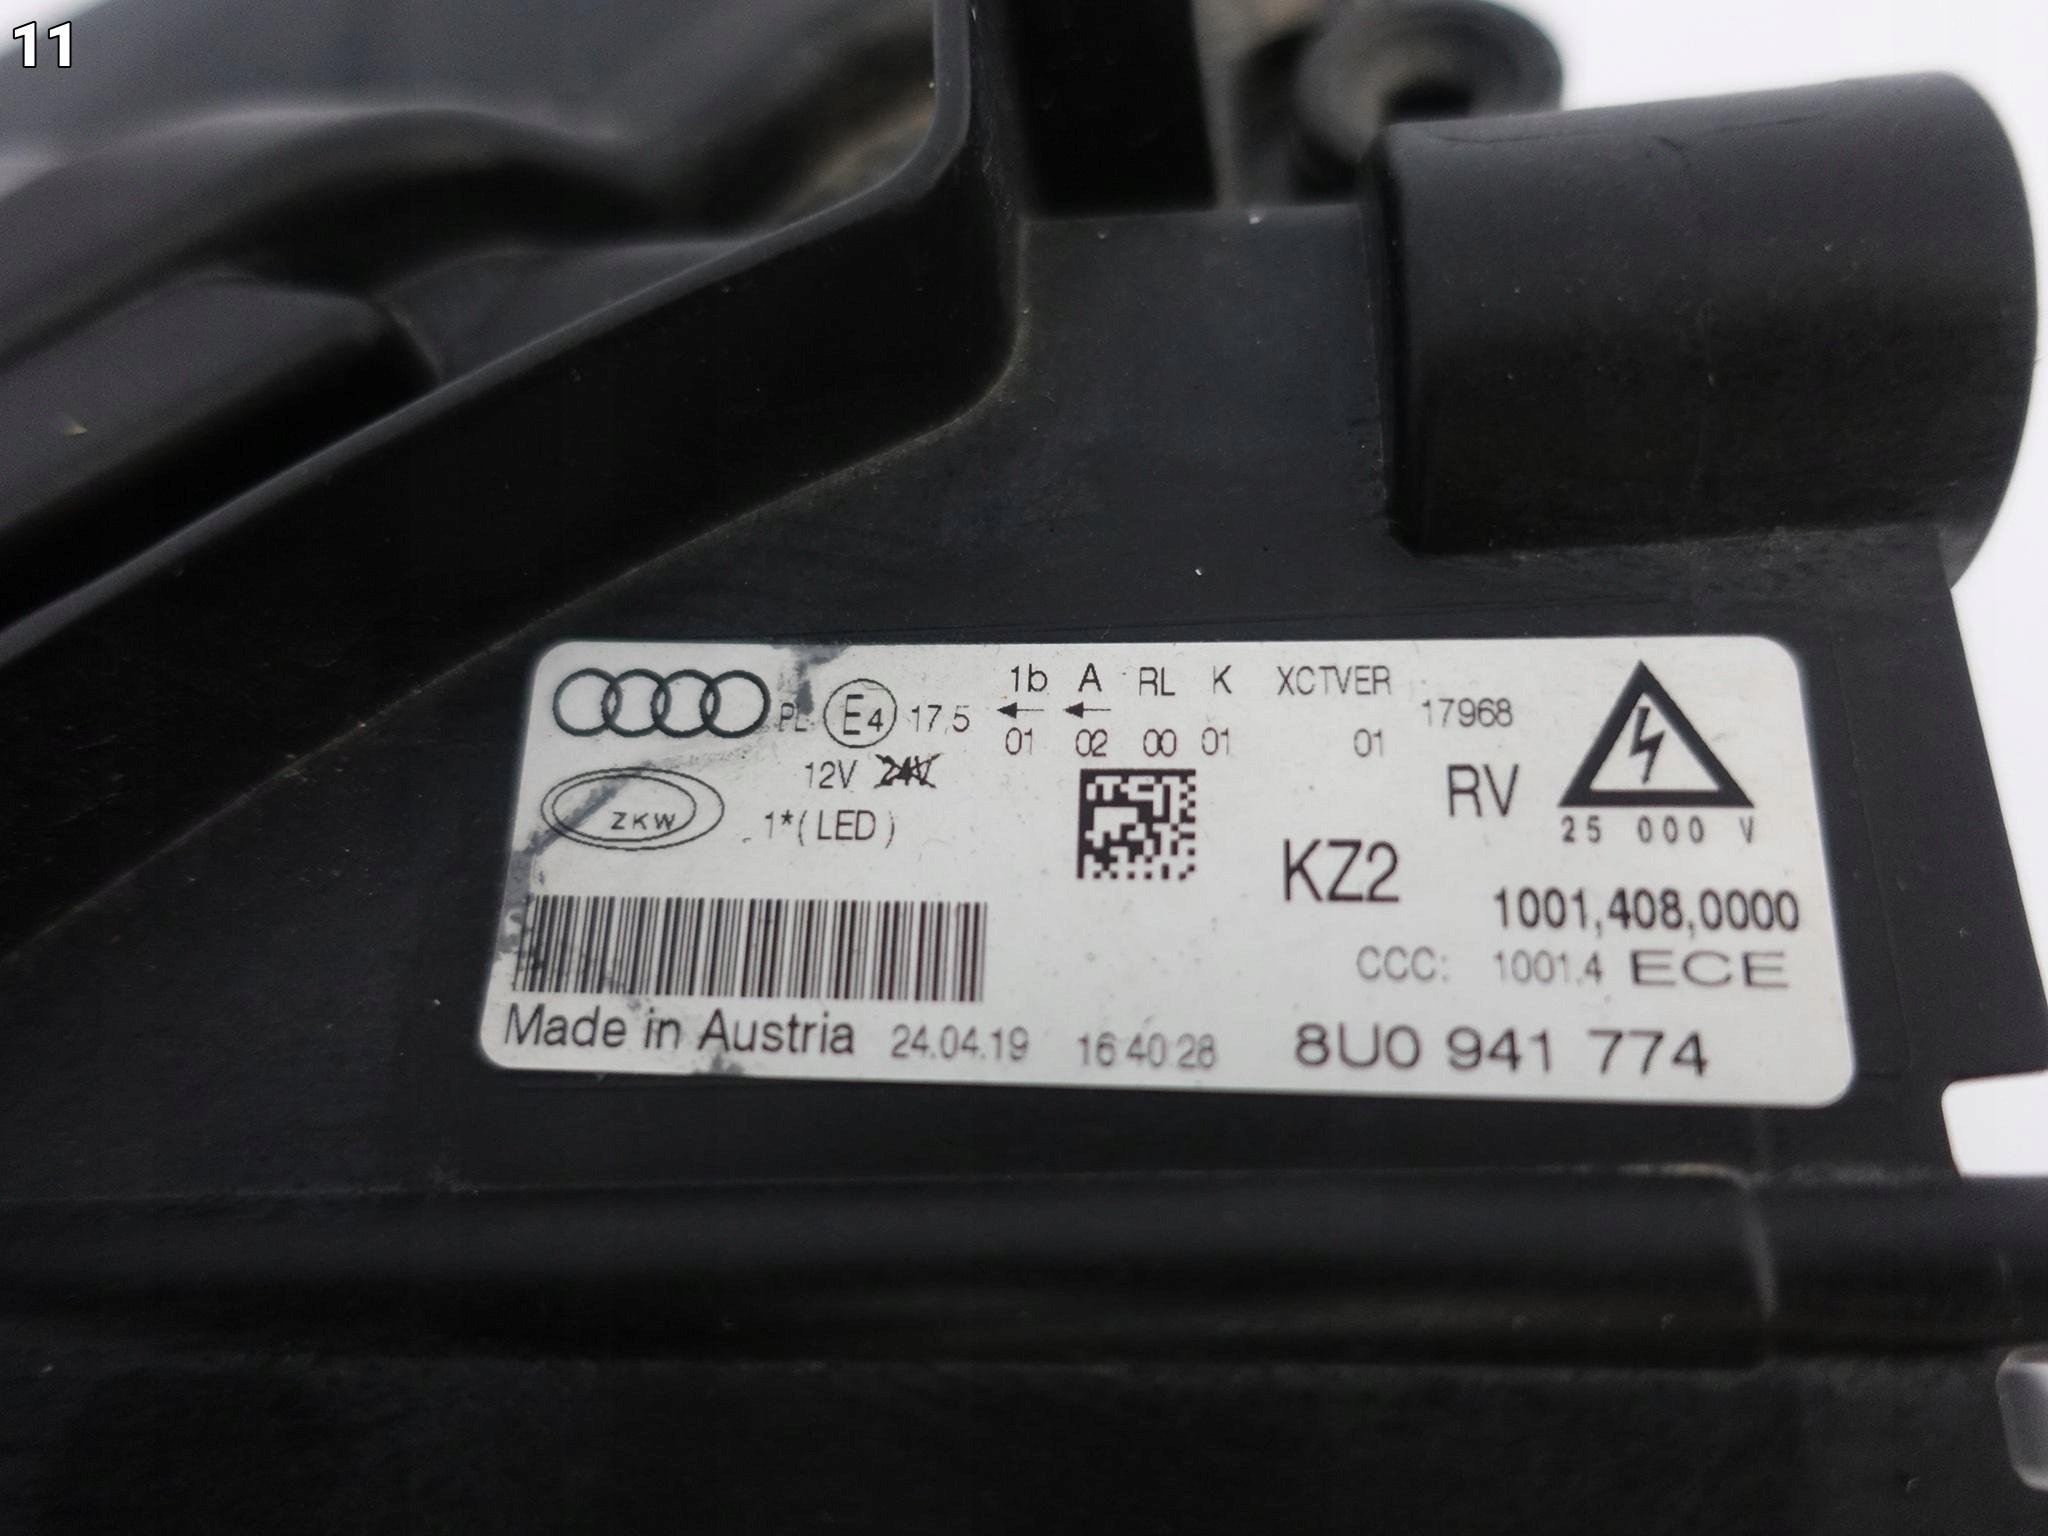 11
1b A RL K XCTVER
PL E4 17,5 ← ← 17968
01 02 00 01 01
12V 24V
RV
ZKW 1*(LED)
25 000 V
KZ2
1001,408,0000
CCC: 1001.4 ECE
Made in Austria 24.04.19 16 40 28 8U0 941 774